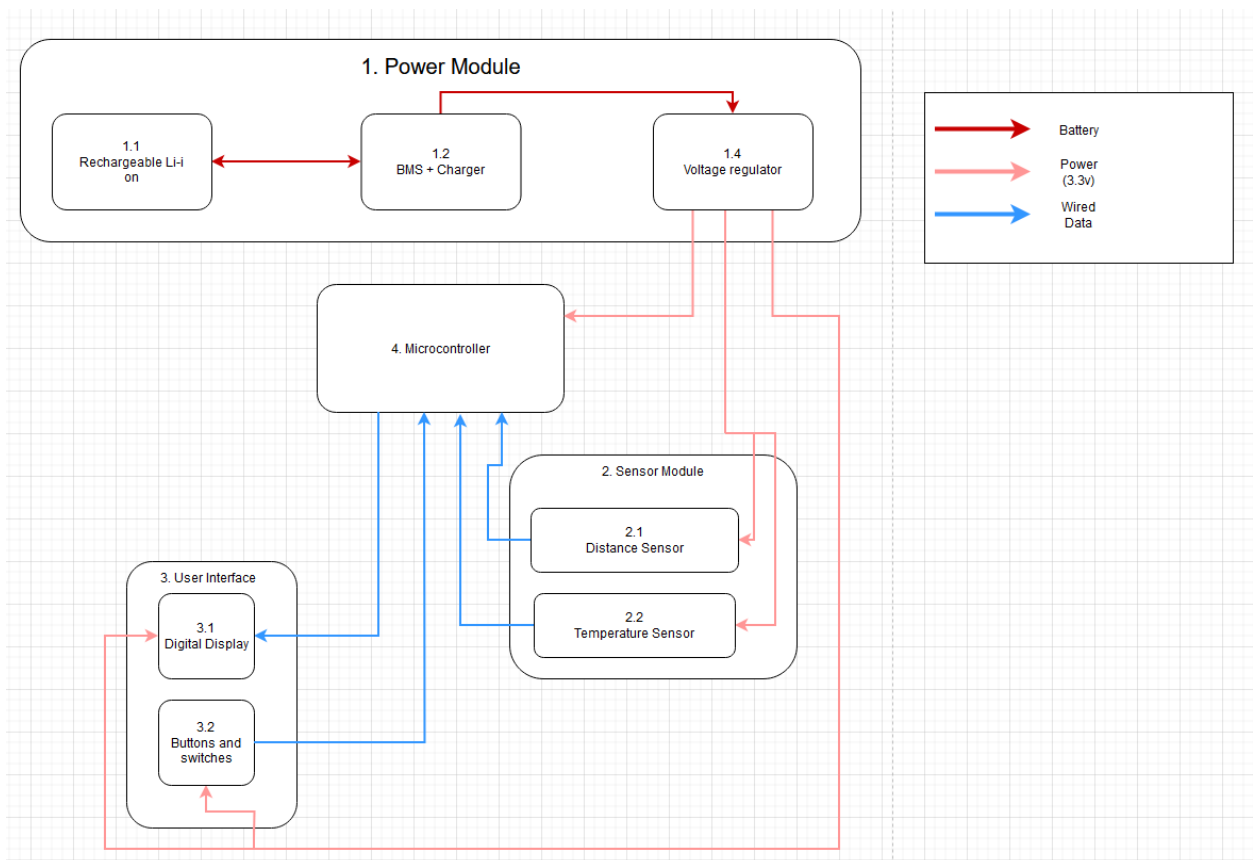 1. Power Module
1.1
Rechargeable Li-i
on
1.2
BMS + Charger
1.4
Voltage regulator
Battery
Power
(3.3v)
Wired
Data
4. Microcontroller
2. Sensor Module
2.1
Distance Sensor
2.2
Temperature Sensor
3. User Interface
3.1
Digital Display
3.2
Buttons and
switches